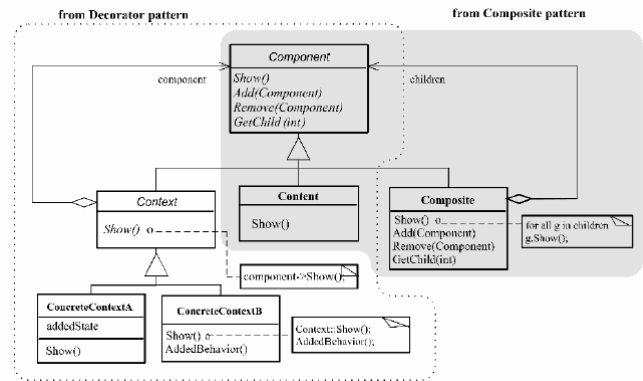 from Decorator pattern
from Composite pattern
Component
Show()
Add(Component)
Remove(Component)
GetChild (int)
component
children
Context
Show() o
Content
Show()
Composite
Show() o
Add(Component)
Remove(Component)
GetChild(int)
for all g in children
g.Show();
component->Show();
ConcreteContextA
addedState
Show()
ConcreteContextB
Show() o
AddedBehavior()
Context::Show();
AddedBehavior();